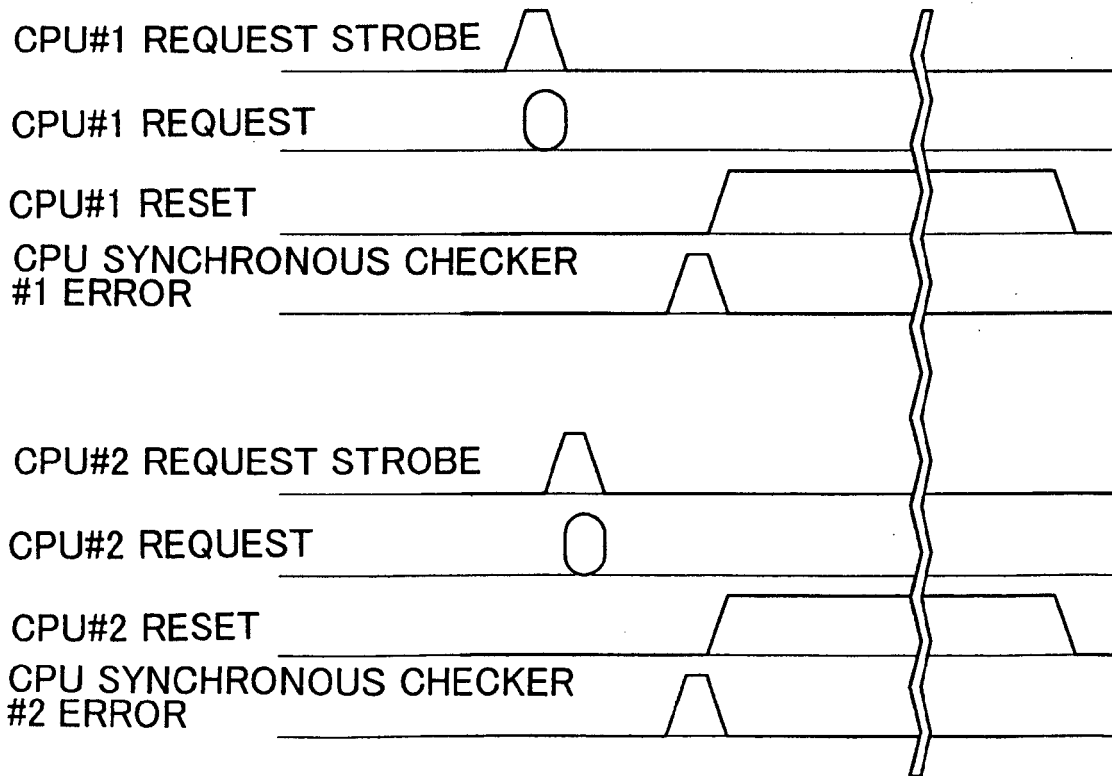 CPU#1 REQUEST STROBE
CPU#1 REQUEST
CPU#1 RESET
CPU SYNCHRONOUS CHECKER
#1 ERROR
CPU#2 REQUEST STROBE
CPU#2 REQUEST
CPU#2 RESET
CPU SYNCHRONOUS CHECKER
#2 ERROR